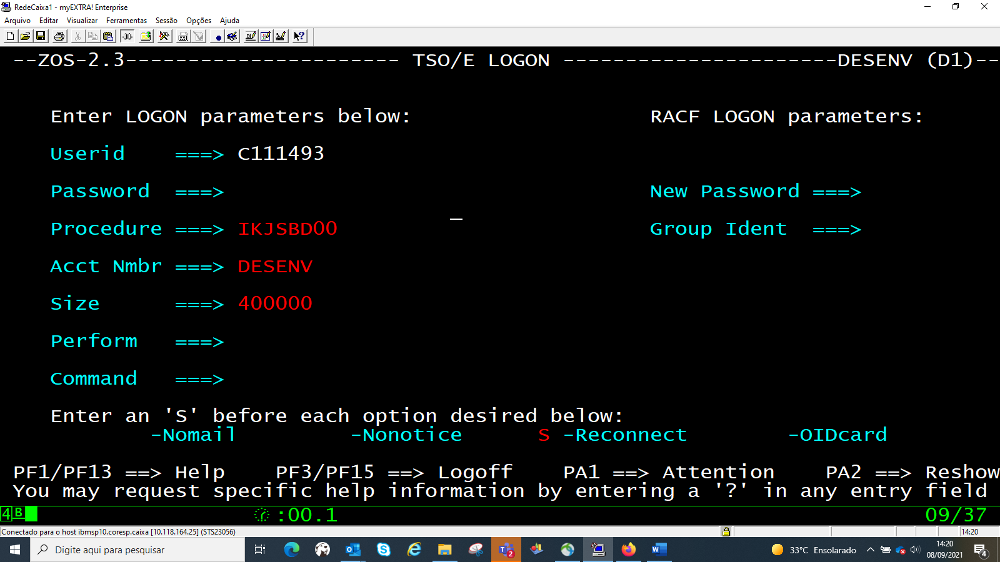 RedeCaixa1 - myEXTRA! Enterprise
Arquivo Editar Visualizar Ferramentas Sessão Opções Ajuda
--ZOS-2.3---------------------- TSO/E LOGON ----------------------DESENV (D1)--
Enter LOGON parameters below: RACF LOGON parameters:
Userid ===> C111493
Password ===> New Password ===>
Procedure ===> IKJSBD00 Group Ident ===>
Acct Nmbr ===> DESENV
Size ===> 400000
Perform ===>
Command ===>
Enter an 'S' before each option desired below:
-Nomail -Nonotice S -Reconnect -OIDcard
PF1/PF13 ==> Help PF3/PF15 ==> Logoff PA1 ==> Attention PA2 ==> Reshow
You may request specific help information by entering a '?' in any entry field
4 B :00.1 09/37
Conectado para o host ibmsp10.coresp.caixa [10.118.164.25] (STS23056) 14:20
Digite aqui para pesquisar 2 33°C Ensolarado 14:20
08/09/2021 4